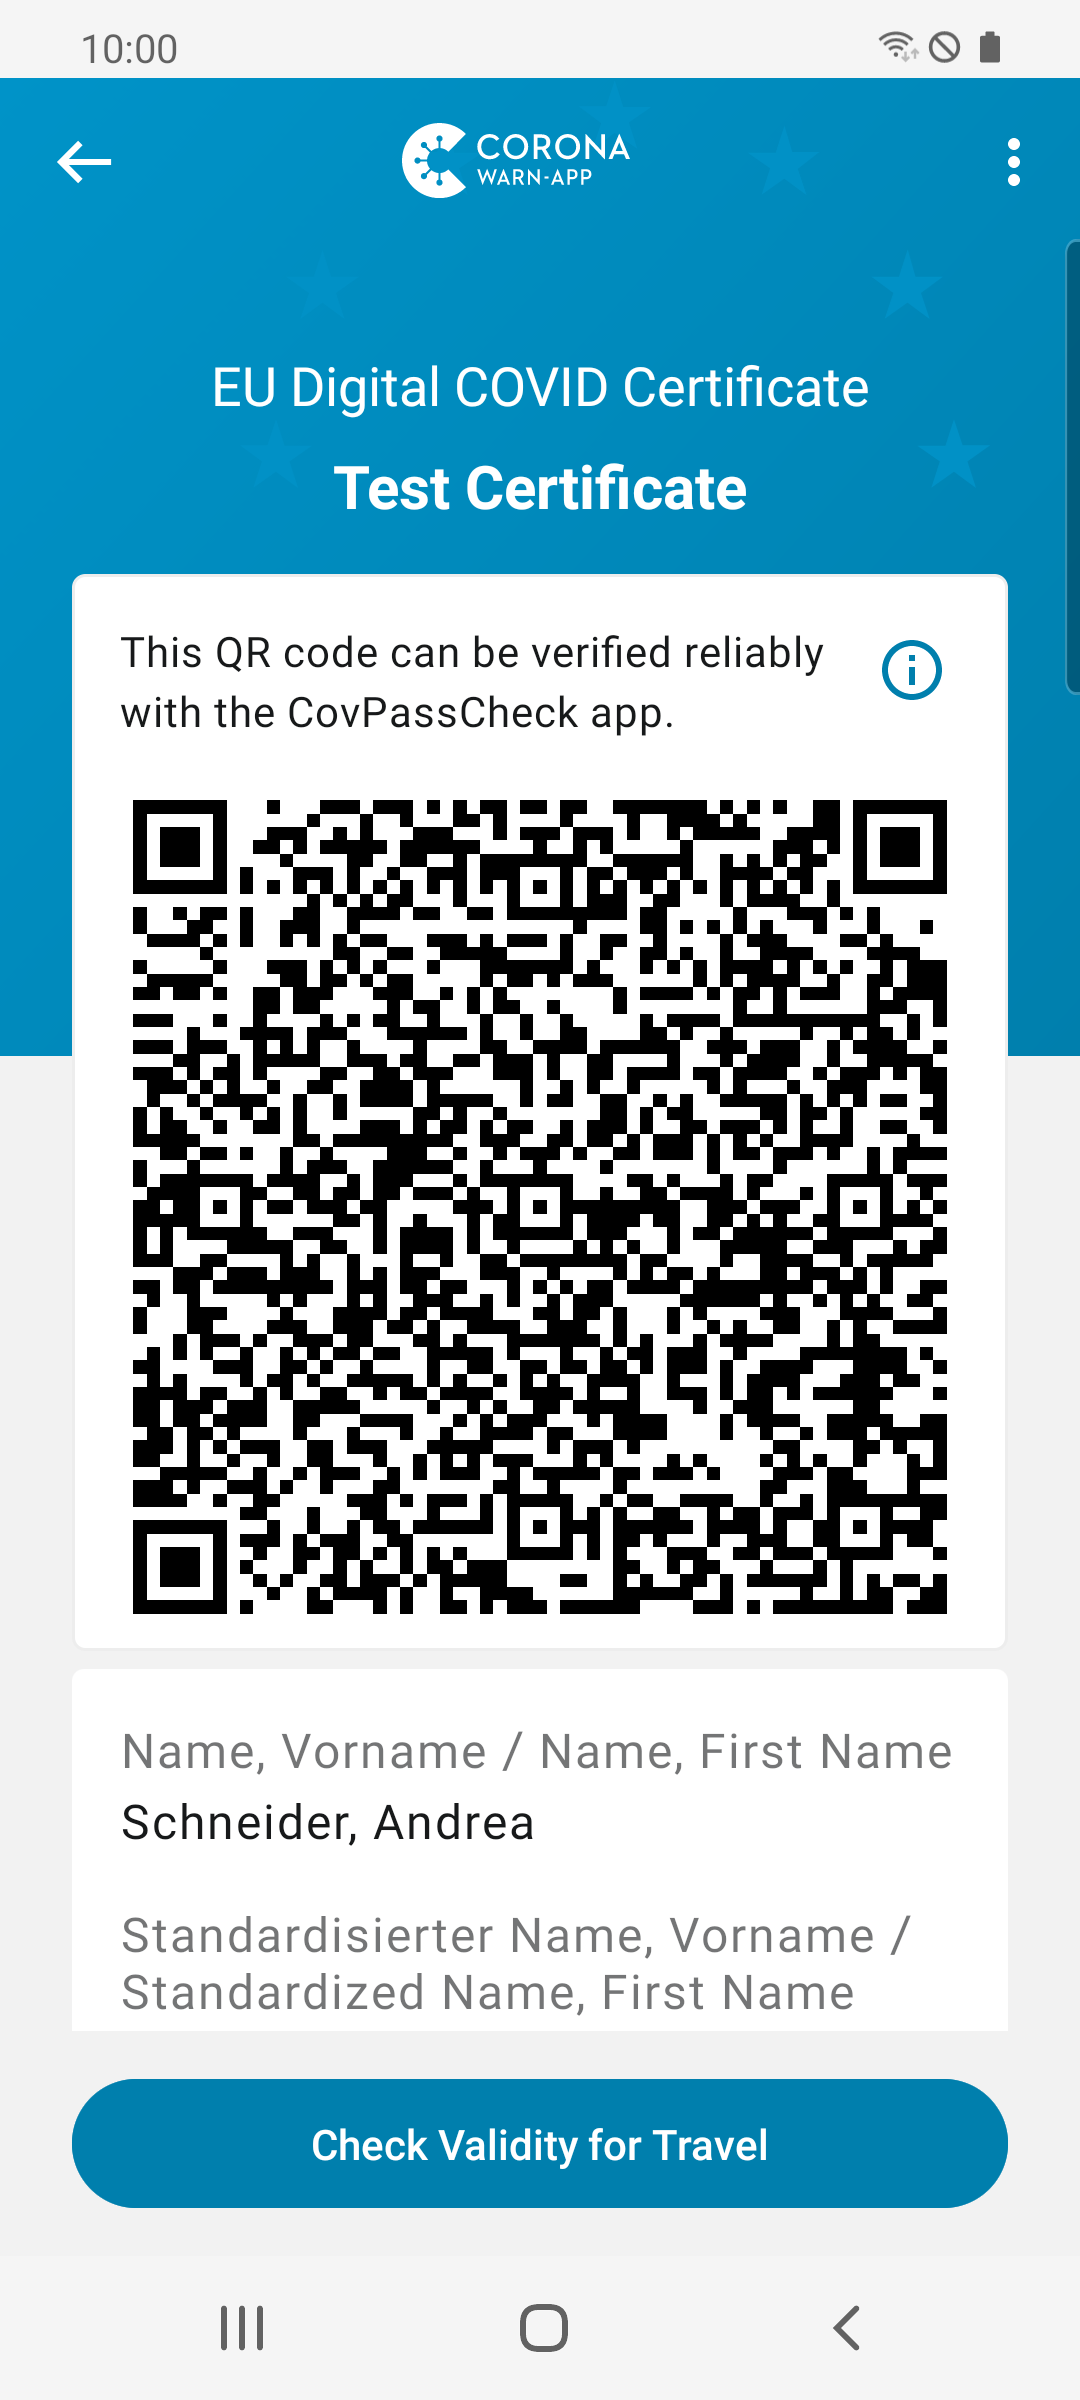 10:00
CORONA
WARN-APP
EU Digital COVID Certificate
Test Certificate
This QR code can be verified reliably
with the CovPassCheck app.
Name, Vorname / Name, First Name
Schneider, Andrea
Standardisierter Name, Vorname /
Standardized Name, First Name
Check Validity for Travel